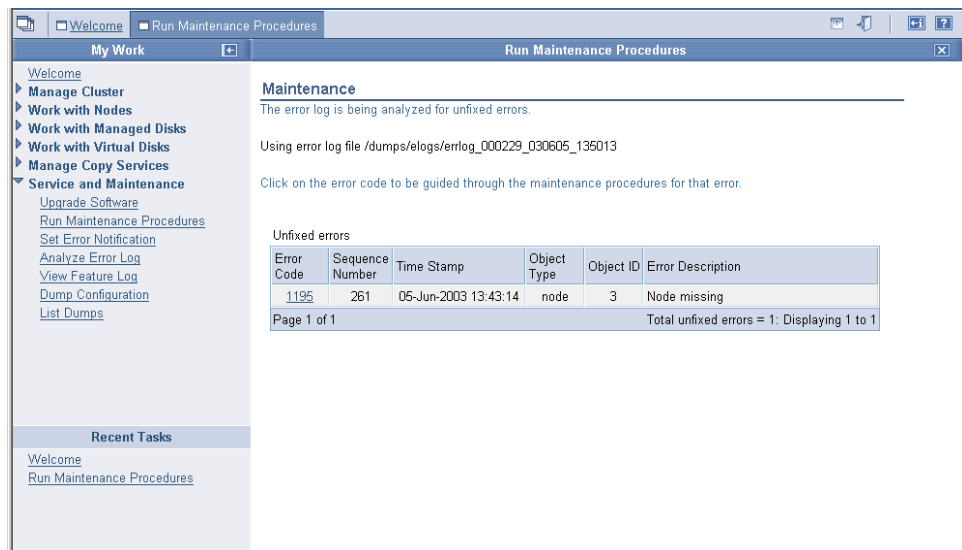 Welcome
Run Maintenance Procedures
My Work
Run Maintenance Procedures
Welcome
Manage Cluster
Work with Nodes
Work with Managed Disks
Work with Virtual Disks
Manage Copy Services
Service and Maintenance
Upgrade Software
Run Maintenance Procedures
Set Error Notification
Analyze Error Log
View Feature Log
Dump Configuration
List Dumps
Recent Tasks
Welcome
Run Maintenance Procedures
Maintenance
The error log is being analyzed for unfixed errors.
Using error log file /dumps/elogs/errlog_000229_030605_135013
Click on the error code to be guided through the maintenance procedures for that error.
Unfixed errors
Error Code Sequence Number Time Stamp Object Type Object ID Error Description
1195 261 05-Jun-2003 13:43:14 node 3 Node missing
Page 1 of 1 Total unfixed errors = 1: Displaying 1 to 1